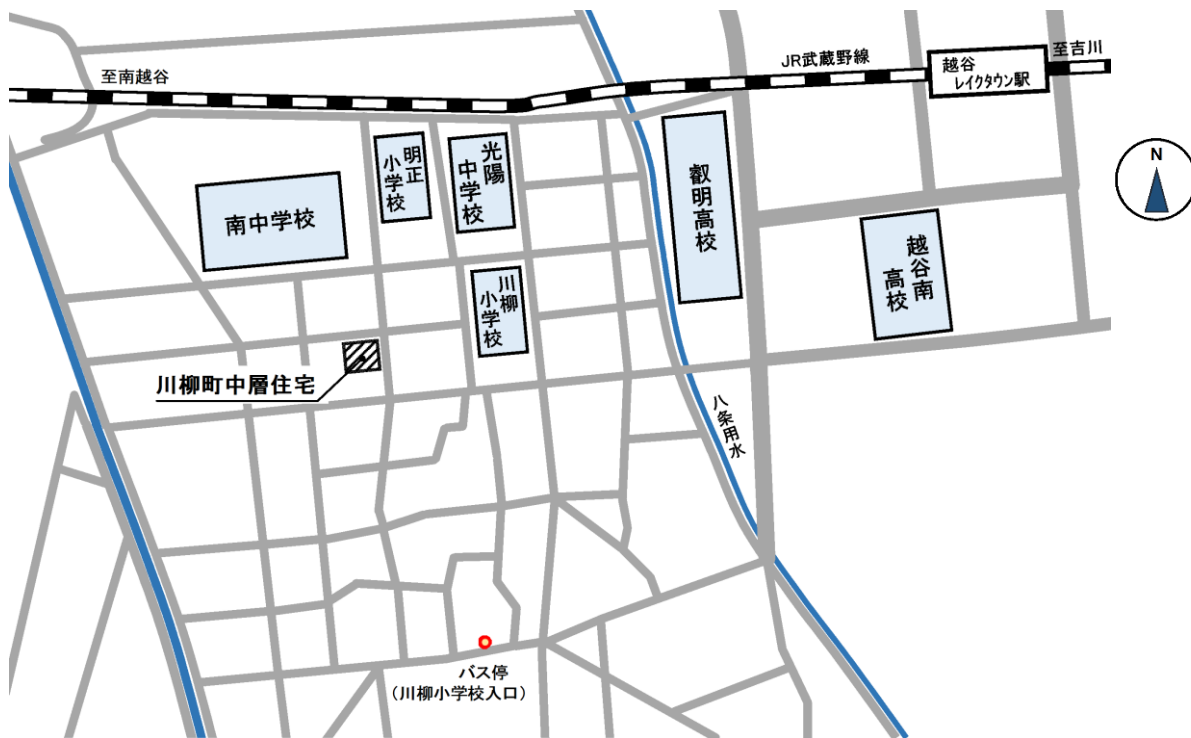 至南越谷
JR武蔵野線
越谷
レイクタウン駅
至吉川
N
明正
小学校
光陽
中学校
南中学校
叡明高校
越谷南
高校
川柳
小学校
川柳町中層住宅
八条用水
バス停
(川柳小学校入口)